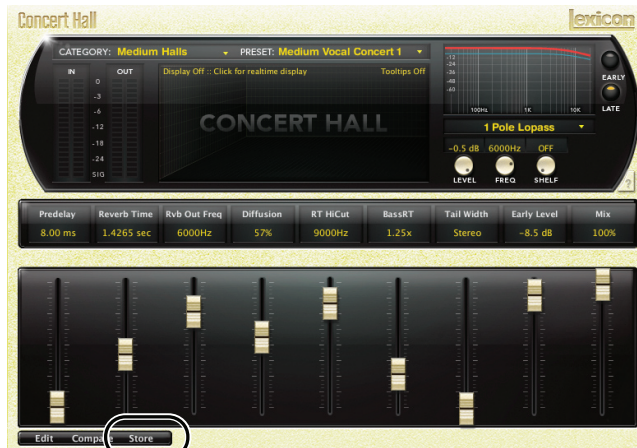 Concert Hall
lexicon
CATEGORY: Medium Halls PRESET: Medium Vocal Concert 1
IN OUT
Display Off :: Click for realtime display Tooltips Off
0
-3
-6
-12
-18
-24
SIG
CONCERT HALL
-12
-24
-36
-48
-60
100Hz 1K 10K
EARLY
LATE
1 Pole Lopass
-0.5 dB 6000Hz OFF
LEVEL FREQ SHELF
?
Predelay Reverb Time Rvb Out Freq Diffusion RT HiCut BassRT Tail Width Early Level Mix
8.00 ms 1.4265 sec 6000Hz 57% 9000Hz 1.25x Stereo -8.5 dB 100%
Edit Compare Store